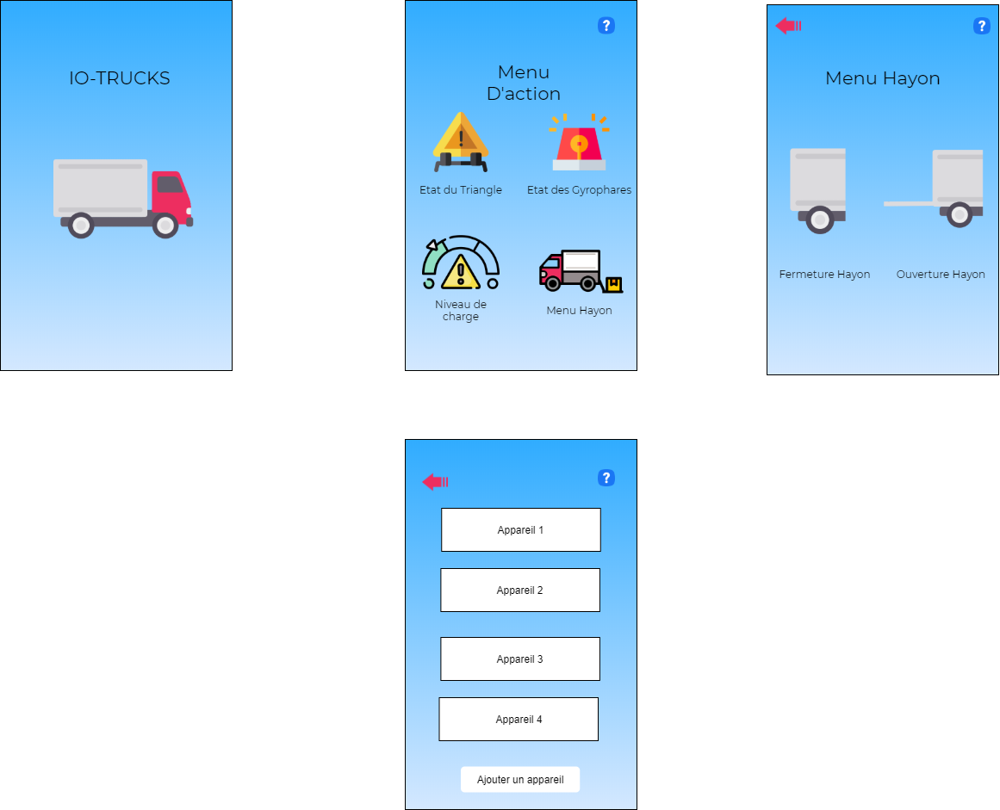 IO-TRUCKS
?
Menu
D'action
Etat du Triangle
Etat des Gyrophares
Niveau de
charge
Menu Hayon
?
Menu Hayon
Fermeture Hayon
Ouverture Hayon
?
Appareil 1
Appareil 2
Appareil 3
Appareil 4
Ajouter un appareil